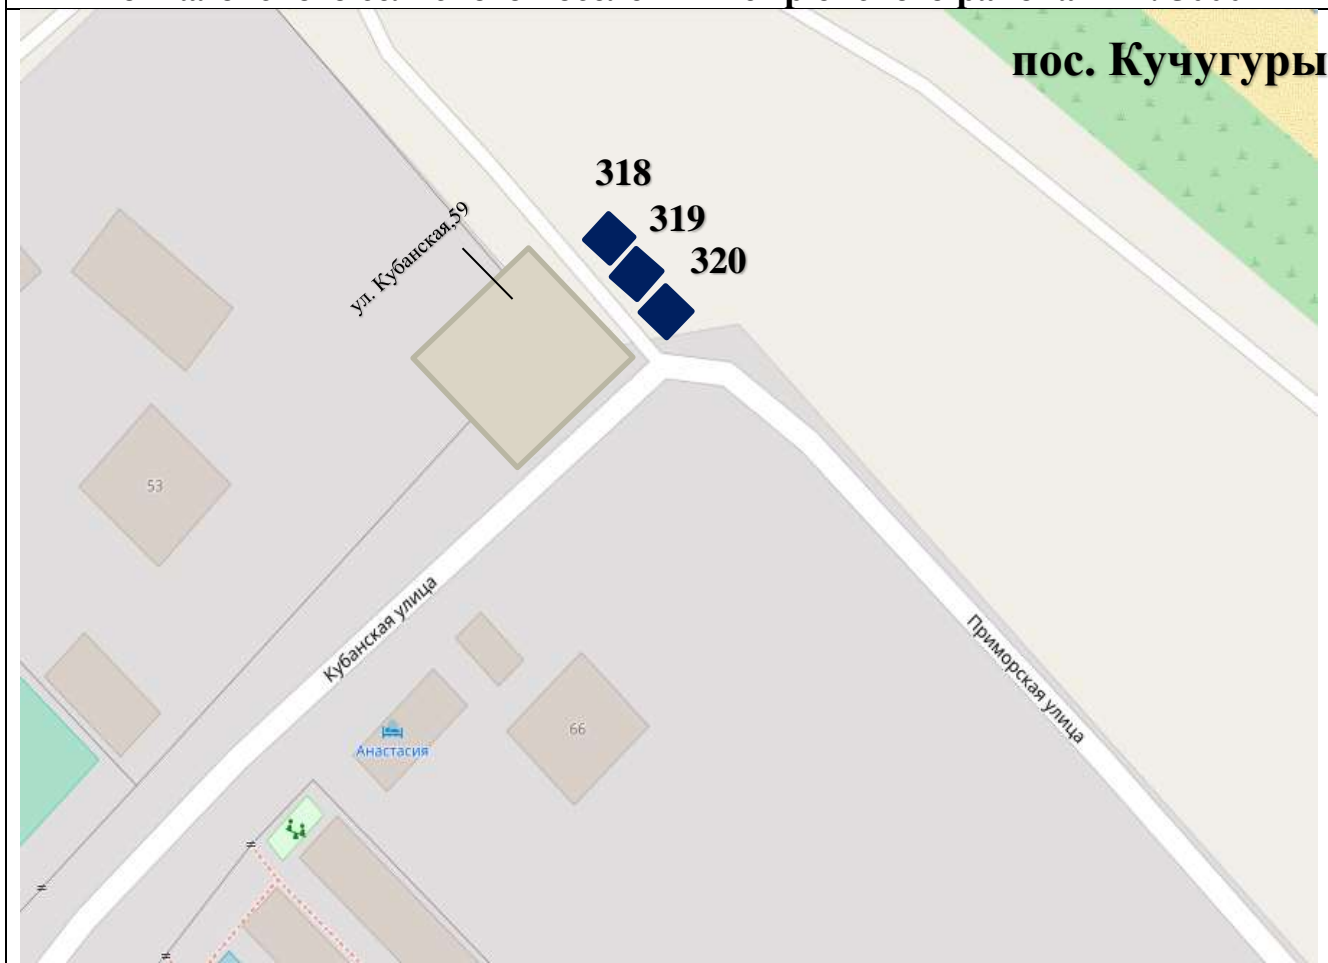 пос. Кучугуры
318
319
320
ул. Кубанская,59
53
Кубанская улица
Приморская улица
66
Анастасия